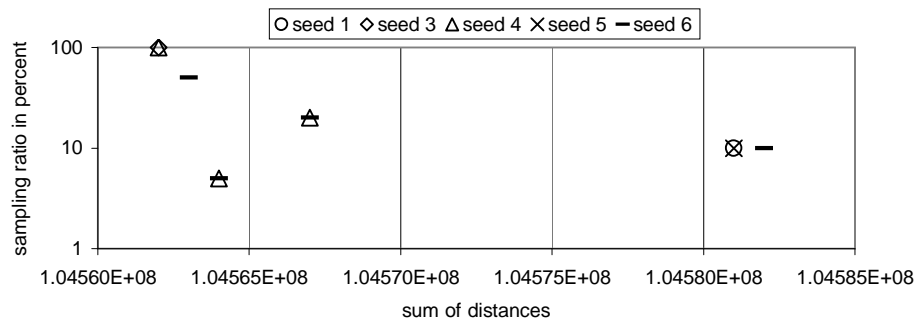 seed 1 seed 3 seed 4 seed 5 seed 6
100
10
1
sampling ratio in percent
1.04560E+08 1.04565E+08 1.04570E+08 1.04575E+08 1.04580E+08 1.04585E+08
sum of distances